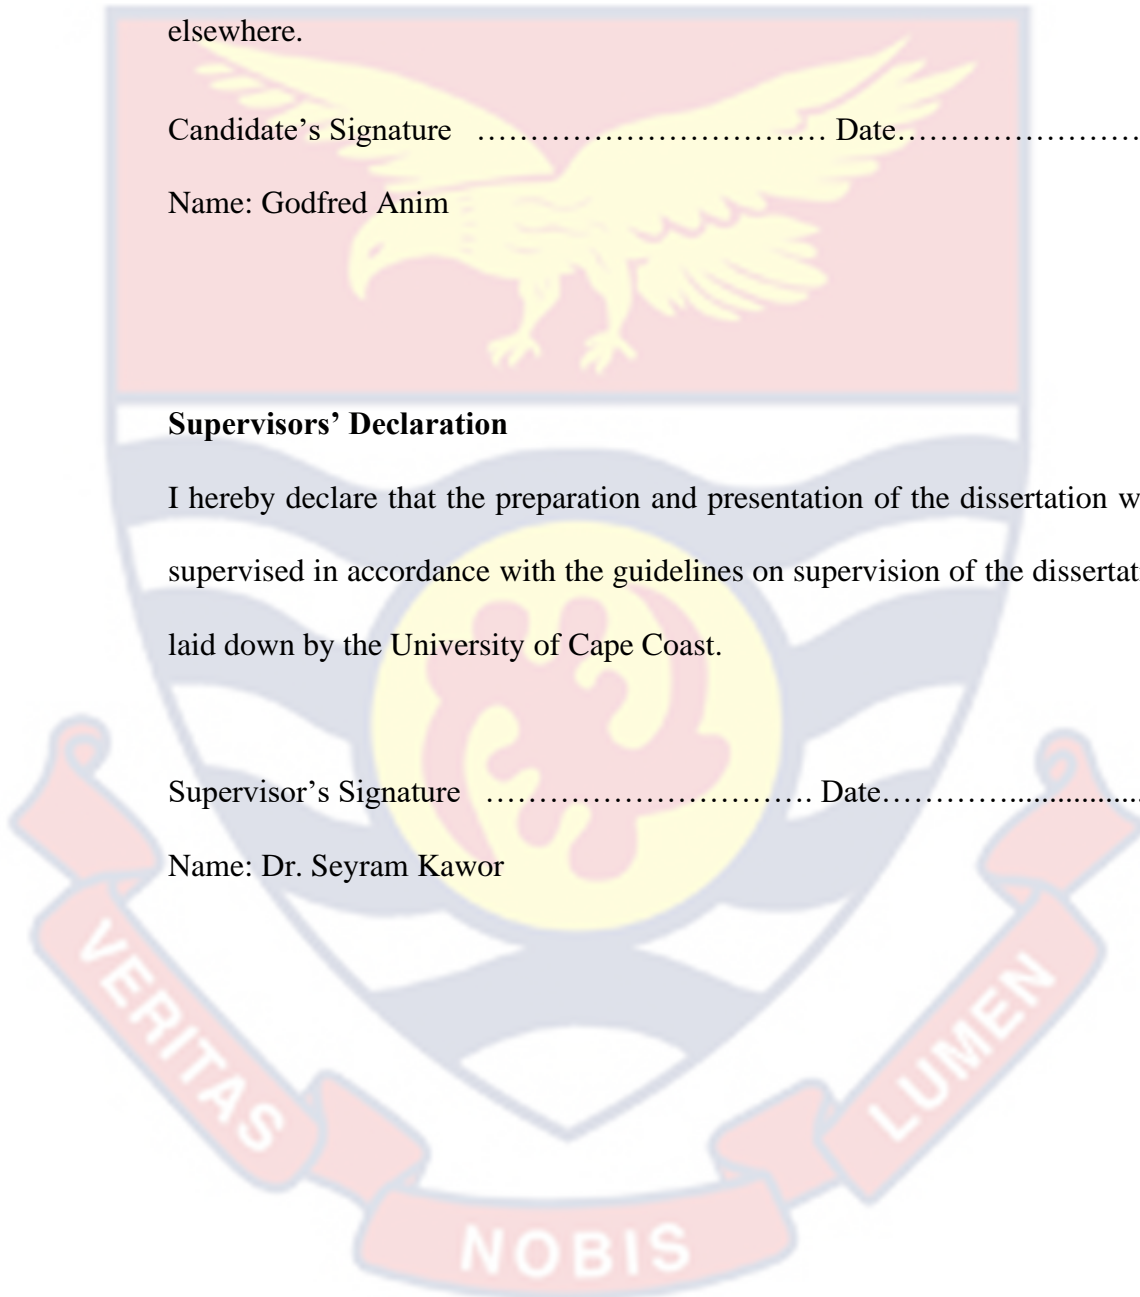 elsewhere.
Candidate’s Signature …………………………….… Date……………………
Name: Godfred Anim
Supervisors’ Declaration
I hereby declare that the preparation and presentation of the dissertation w
supervised in accordance with the guidelines on supervision of the dissertat
laid down by the University of Cape Coast.
Supervisor’s Signature …………………………. Date…………...................
Name: Dr. Seyram Kawor
VERITAS
NOBIS
LUMEN